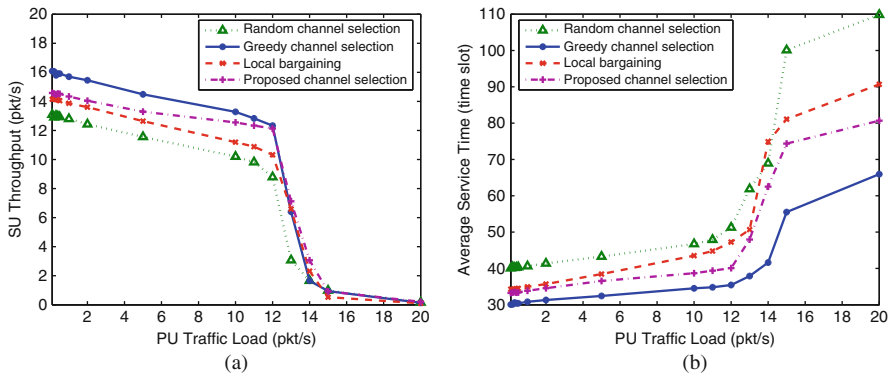 20
18
16
14
12
10
8
6
4
2
0
SU Throughput (pkt/s)
Random channel selection
Greedy channel selection
Local bargaining
Proposed channel selection
2 4 6 8 10 12 14 16 18 20
PU Traffic Load (pkt/s)
(a)
110
100
90
80
70
60
50
40
30
Average Service Time (time slot)
Random channel selection
Greedy channel selection
Local bargaining
Proposed channel selection
2 4 6 8 10 12 14 16 18 20
PU Traffic Load (pkt/s)
(b)